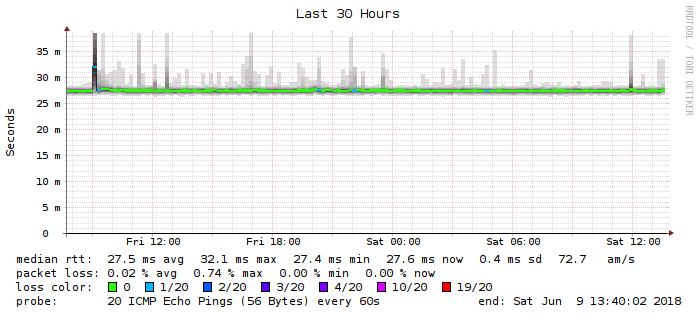 Last 30 Hours
RRDTOOL / TOBI OETIKER
Seconds
35 m
30 m
25 m
20 m
15 m
10 m
5 m
0
Fri 12:00 Fri 18:00 Sat 00:00 Sat 06:00 Sat 12:00
median rtt: 27.5 ms avg 32.1 ms max 27.4 ms min 27.6 ms now 0.4 ms sd 72.7 am/s
packet loss: 0.02 % avg 0.74 % max 0.00 % min 0.00 % now
loss color: 0 1/20 2/20 3/20 4/20 10/20 19/20
probe: 20 ICMP Echo Pings (56 Bytes) every 60s end: Sat Jun 9 13:40:02 2018